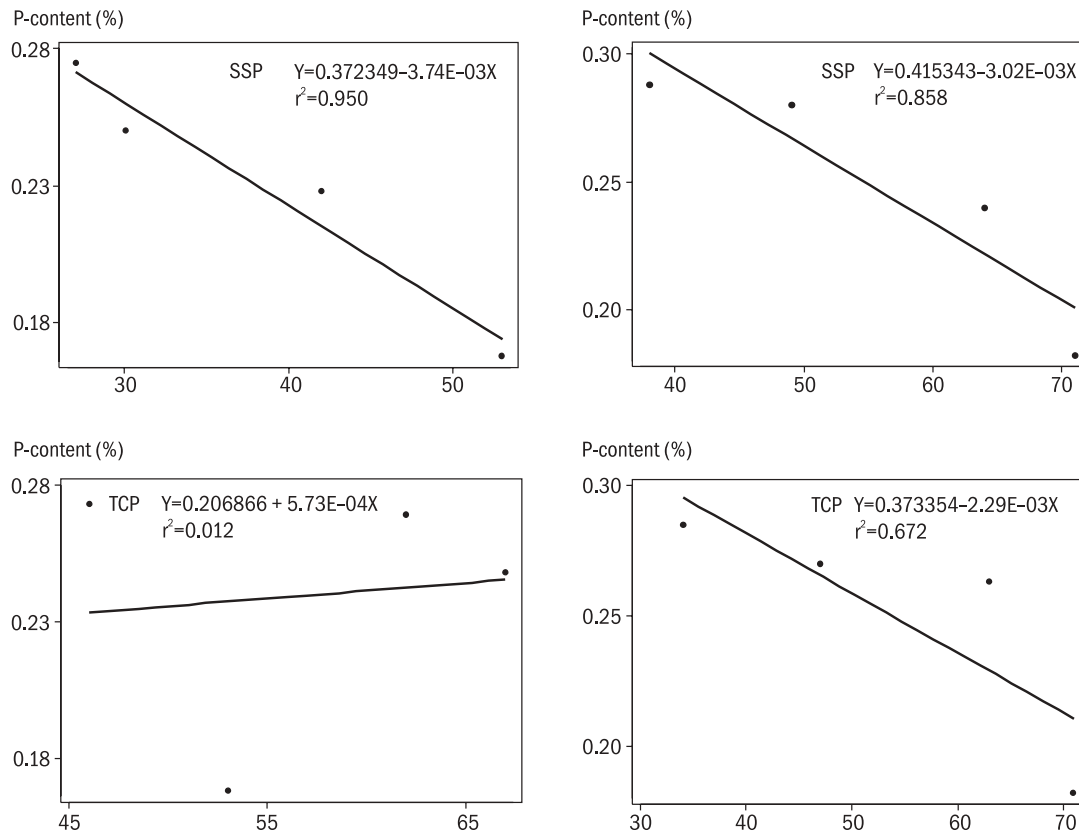 P-content (%)
0.28
0.23
0.18
SSP Y=0.372349–3.74E–03X
r²=0.950
30 40 50
P-content (%)
0.30
0.25
0.20
SSP Y=0.415343–3.02E–03X
r²=0.858
40 50 60 70
P-content (%)
0.28
0.23
0.18
TCP Y=0.206866 + 5.73E–04X
r²=0.012
45 55 65
P-content (%)
0.30
0.25
0.20
TCP Y=0.373354–2.29E–03X
r²=0.672
30 40 50 60 70